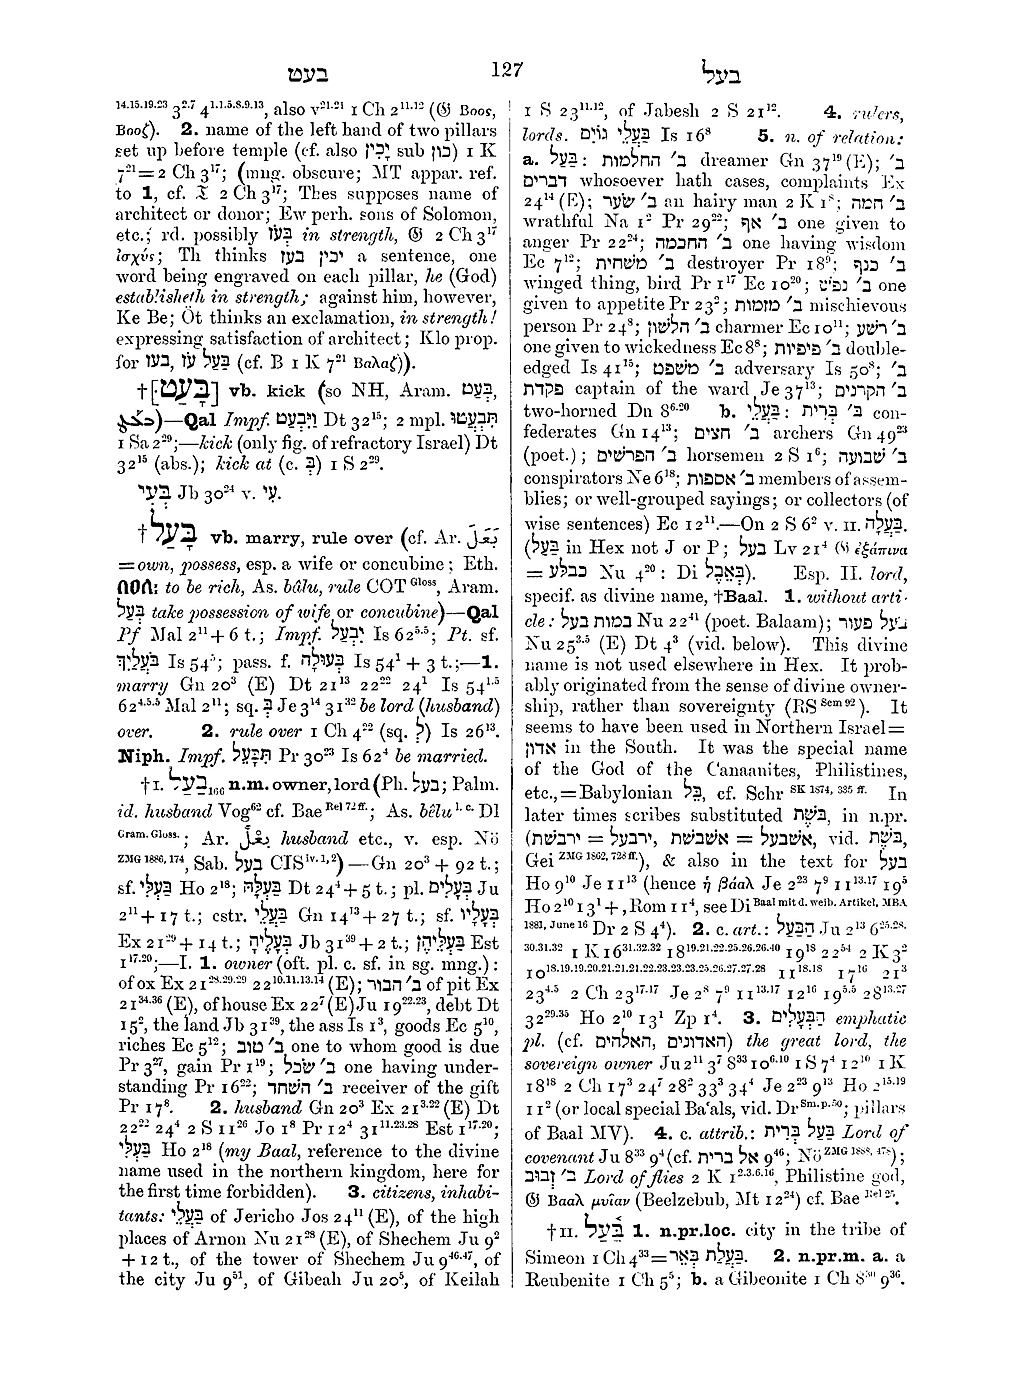 בעט 127 בעל
14.15.19.23 3 2.7 4 1.1.5.8.9.13, also v 21.21 1 Ch 2 11.12 (𝔊 Βοος,
Βοοζ). 2. name of the left hand of two pillars
set up before temple (cf. also יָכִין sub כון) 1 K
7 21 = 2 Ch 3 17; (mng. obscure; MT appar. ref.
to 1, cf. 𝔗 2 Ch 3 17; Thes supposes name of
architect or donor; Ew perh. sons of Solomon,
etc.; rd. possibly בְּעֹז in strength, 𝔊 2 Ch 3 17
ἰσχύς; Th thinks יכין בעז a sentence, one
word being engraved on each pillar, he (God)
establisheth in strength; against him, however,
Ke Be; Öt thinks an exclamation, in strength!
expressing satisfaction of architect; Klo prop.
for בעז, בַּעַל עֹז (cf. B 1 K 7 21 Βαλαζ)).
†[בָּעַט] vb. kick (so NH, Aram. בְּעַט,
)—Qal Impf. וַיִּבְעַט Dt 32 15; 2 mpl. תִּבְעֲטוּ
1 Sa 2 29;—kick (only fig. of refractory Israel) Dt
32 15 (abs.); kick at (c. בְּ) 1 S 2 29.
בְּעִי Jb 30 24 v. עִי.
†בָּעַל vb. marry, rule over (cf. Ar. بَعَلَ
= own, possess, esp. a wife or concubine; Eth.
በዐለ፡ to be rich, As. bâlu, rule COT Gloss, Aram.
בְּעַל take possession of wife or concubine)—Qal
Pf Mal 2 11 + 6 t.; Impf. יִבְעַל Is 62 5.5; Pt. sf.
בֹּעֲלַיִךְ Is 54 5; pass. f. בְּעוּלָה Is 54 1 + 3 t.;—1.
marry Gn 20 3 (E) Dt 21 13 22 22 24 1 Is 54 1.5
62 4.5.5 Mal 2 11; sq. בְּ Je 3 14 31 32 be lord (husband)
over. 2. rule over 1 Ch 4 22 (sq. לְ) Is 26 13.
Niph. Impf. תִּבָּעֵל Pr 30 23 Is 62 4 be married.
†I. בַּעַל 166 n.m. owner, lord (Ph. בעל; Palm.
id. husband Vog 62 cf. Bae Rel 72 ff.; As. bêlu l. c. Dl
Gram. Gloss.; Ar. بَعْل husband etc., v. esp. Nö
ZMG 1886, 174, Sab. בעל CIS iv. 1, 2)—Gn 20 3 + 92 t.;
sf. בַּעְלִי Ho 2 18; בַּעְלָהּ Dt 24 4 + 5 t.; pl. בְּעָלִים Ju
2 11 + 17 t.; cstr. בַּעֲלֵי Gn 14 13 + 27 t.; sf. בְּעָלָיו
Ex 21 29 + 14 t.; בְּעָלֶיהָ Jb 31 39 + 2 t.; בַּעְלֵיהֶן Est
1 17.20;—I. 1. owner (oft. pl. c. sf. in sg. mng.):
of ox Ex 21 28.29.29 22 10.11.13.14 (E); ב׳ הבור of pit Ex
21 34.36 (E), of house Ex 22 7 (E) Ju 19 22.23, debt Dt
15 2, the land Jb 31 39, the ass Is 1 3, goods Ec 5 10,
riches Ec 5 12; ב׳ טוב one to whom good is due
Pr 3 27, gain Pr 1 19; ב׳ שֵׂכֶל one having under-
standing Pr 16 22; ב׳ השחד receiver of the gift
Pr 17 8. 2. husband Gn 20 3 Ex 21 3.22 (E) Dt
22 22 24 4 2 S 11 26 Jo 1 8 Pr 12 4 31 11.23.28 Est 1 17.20;
בַּעְלִי Ho 2 18 (my Baal, reference to the divine
name used in the northern kingdom, here for
the first time forbidden). 3. citizens, inhabi-
tants: בַּעֲלֵי of Jericho Jos 24 11 (E), of the high
places of Arnon Nu 21 28 (E), of Shechem Ju 9 2
+ 12 t., of the tower of Shechem Ju 9 46.47, of
the city Ju 9 51, of Gibeah Ju 20 5, of Keilah
1 S 23 11.12, of Jabesh 2 S 21 12. 4. rulers,
lords. בַּעֲלֵי גוֹיִם Is 16 8 5. n. of relation:
a. בַּעַל: ב׳ החלמות dreamer Gn 37 19 (E); ב׳
דברים whosoever hath cases, complaints Ex
24 14 (E); ב׳ שֵׂעָר an hairy man 2 K 1 8; ב׳ חמה
wrathful Na 1 2 Pr 29 22; ב׳ אף one given to
anger Pr 22 24; ב׳ החכמה one having wisdom
Ec 7 12; ב׳ משחית destroyer Pr 18 9; ב׳ כנף
winged thing, bird Pr 1 17 Ec 10 20; ב׳ נפש one
given to appetite Pr 23 2; ב׳ מזמות mischievous
person Pr 24 8; ב׳ הלשון charmer Ec 10 11; ב׳ רשע
one given to wickedness Ec 8 8; ב׳ פיפיות double-
edged Is 41 15; ב׳ משפט adversary Is 50 8; ב׳
פקדת captain of the ward Je 37 13; ב׳ הקרנים
two-horned Dn 8 6.20 b. בַּעֲלֵי: ב׳ בְּרִית con-
federates Gn 14 13; ב׳ חצים archers Gn 49 23
(poet.); ב׳ הפרשים horsemen 2 S 1 6; ב׳ שבועה
conspirators Ne 6 18; ב׳ אספות members of assem-
blies; or well-grouped sayings; or collectors (of
wise sentences) Ec 12 11.—On 2 S 6 2 v. II. בַּעֲלָה.
(בַּעַל in Hex not J or P; בעל Lv 21 4 𝔊 ἐξάπινα
= כבלע Nu 4 20: Di בְּאֵבֶל). Esp. II. lord,
specif. as divine name, †Baal. 1. without arti-
cle: במות בעל Nu 22 41 (poet. Balaam); בעל פעור
Nu 25 3.5 (E) Dt 4 3 (vid. below). This divine
name is not used elsewhere in Hex. It prob-
ably originated from the sense of divine owner-
ship, rather than sovereignty (RS Sem 92). It
seems to have been used in Northern Israel =
אדון in the South. It was the special name
of the God of the Canaanites, Philistines,
etc., = Babylonian בֵּל, cf. Schr SK 1874, 335 ff. In
later times scribes substituted בֹּשֶׁת, in n.pr.
(ירבעל = ירבשת, אשבעל = אשבשת, vid. בֹּשֶׁת,
Gei ZMG 1862, 728 ff.), & also in the text for בעל
Ho 9 10 Je 11 13 (hence ἡ βάαλ Je 2 23 7 9 11 13.17 19 5
Ho 2 10 13 1 +, Rom 11 4, see Di Baal mit d. weib. Artikel, MBA
1881, June 16 Dr 2 S 4 4). 2. c. art.: הַבַּעַל Ju 2 13 6 25.28.
30.31.32 1 K 16 31.32.32 18 19.21.22.25.26.26.40 19 18 22 54 2 K 3 2
10 18.19.19.20.21.21.21.22.23.23.23.25.26.27.27.28 11 18.18 17 16 21 3
23 4.5 2 Ch 23 17.17 Je 2 8 7 9 11 13.17 12 16 19 5.5 28 13.27
32 29.35 Ho 2 10 13 1 Zp 1 4. 3. הַבְּעָלִים emphatic
pl. (cf. האדונים, האלהים) the great lord, the
sovereign owner Ju 2 11 3 7 8 33 10 6.10 1 S 7 4 12 10 1 K
18 18 2 Ch 17 3 24 7 28 2 33 3 34 4 Je 2 23 9 13 Ho 2 15.19
11 2 (or local special Ba'als, vid. Dr Sm. p. 50; pillars
of Baal MV). 4. c. attrib.: בַּעַל בְּרִית Lord of
covenant Ju 8 33 9 4 (cf. אל ברית 9 46; Nö ZMG 1888, 478);
ב׳ זְבוּב Lord of flies 2 K 1 2.3.6.16, Philistine god,
𝔊 Βααλ μυῖαν (Beelzebub, Mt 12 24) cf. Bae Rel 25.
†II. בַּעַל 1. n.pr.loc. city in the tribe of
Simeon 1 Ch 4 33 = בַּעֲלַת בְּאֵר. 2. n.pr.m. a. a
Reubenite 1 Ch 5 5; b. a Gibeonite 1 Ch 8 30 9 36.